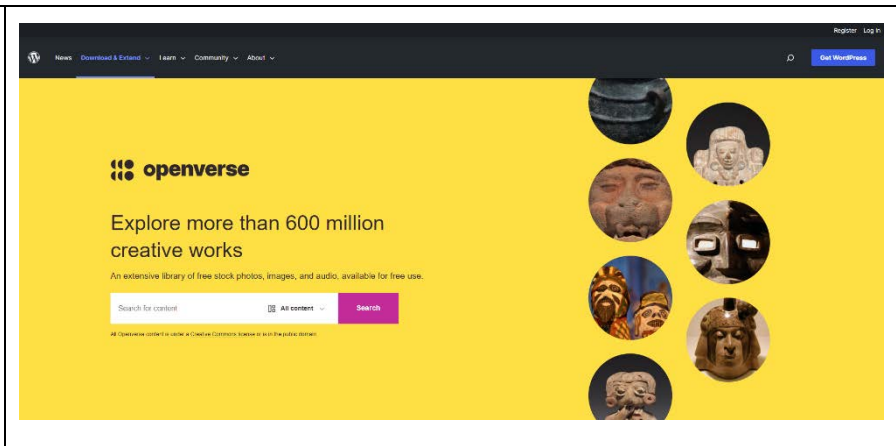 Register Log In
News Download & Extend Learn Community About
Get WordPress
openverse
Explore more than 600 million
creative works
An extensive library of free stock photos, images, and audio, available for free use.
Search for content All content Search
All Openverse content is under a Creative Commons license or is in the public domain.